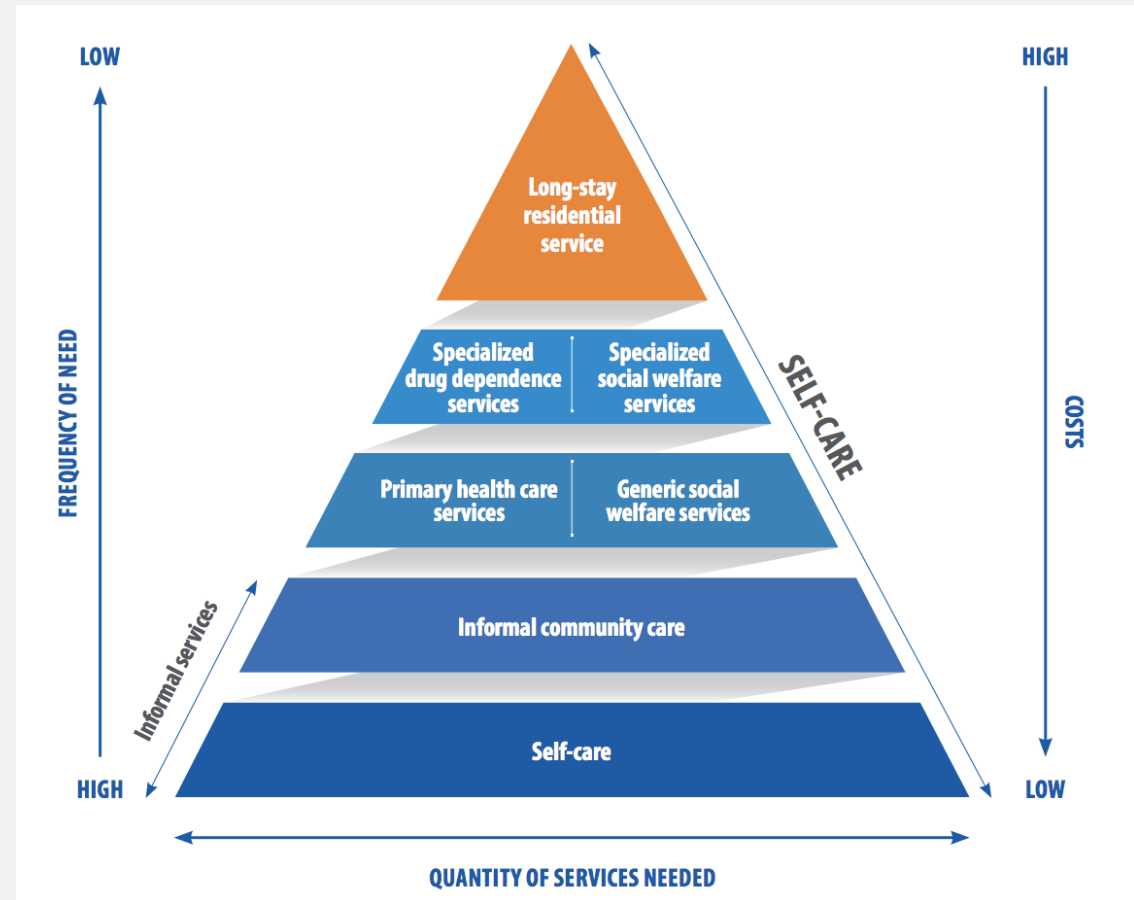 LOW
HIGH
Long-stay
residential
service
Specialized
drug dependence
services
Specialized
social welfare
services
SELF-CARE
FREQUENCY OF NEED
COSTS
Primary health care
services
Generic social
welfare services
Informal services
Informal community care
Self-care
HIGH
LOW
QUANTITY OF SERVICES NEEDED